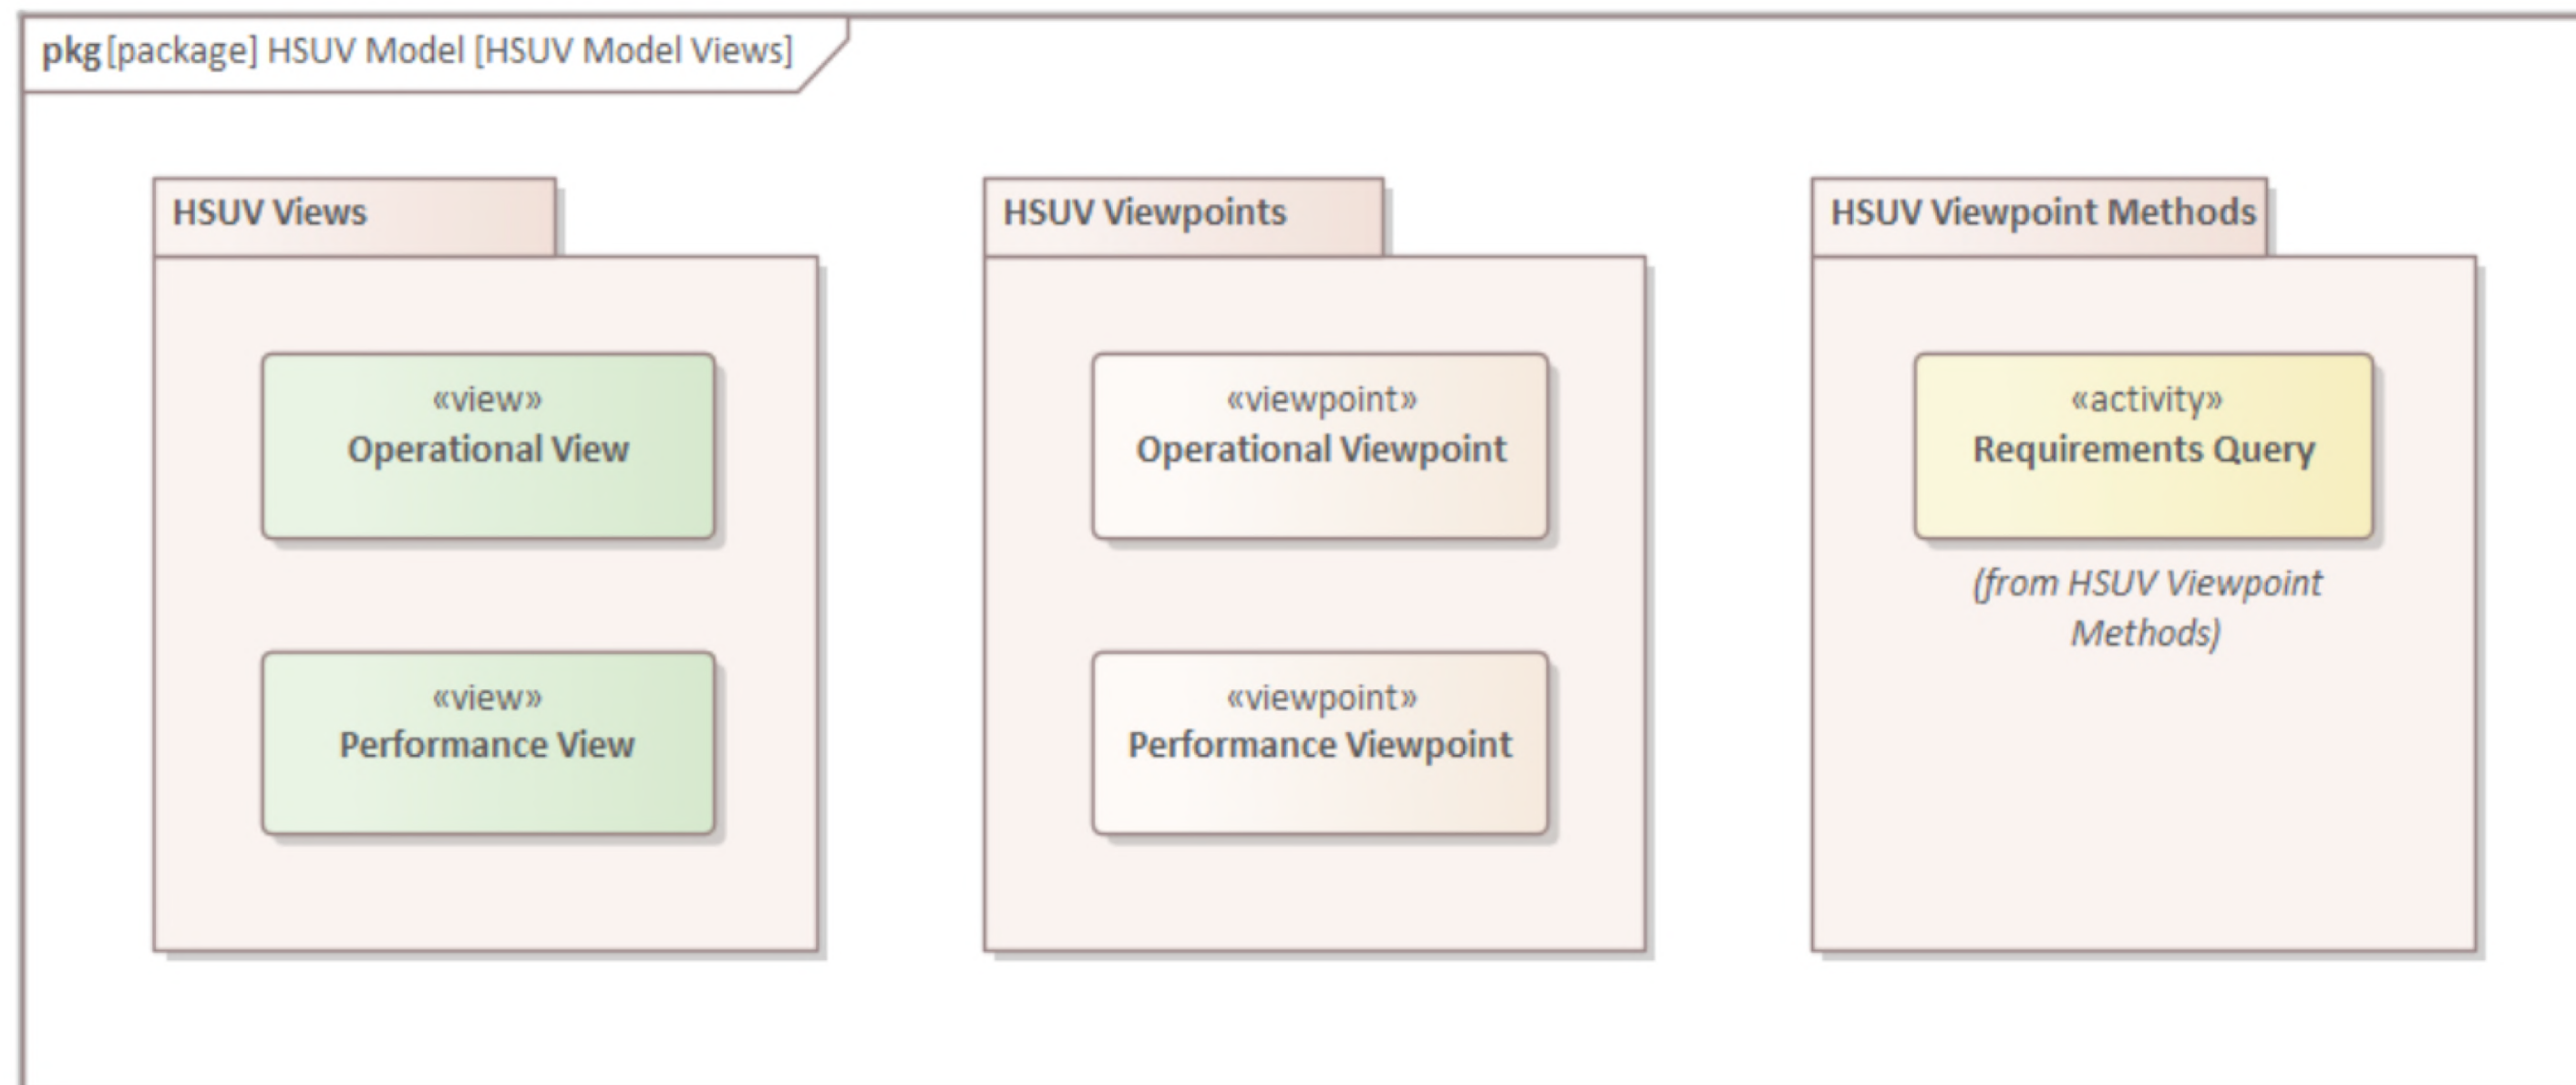 pkg [package] HSUV Model [HSUV Model Views]
HSUV Views
«view»
Operational View
«view»
Performance View
HSUV Viewpoints
«viewpoint»
Operational Viewpoint
«viewpoint»
Performance Viewpoint
HSUV Viewpoint Methods
«activity»
Requirements Query
(from HSUV Viewpoint
Methods)